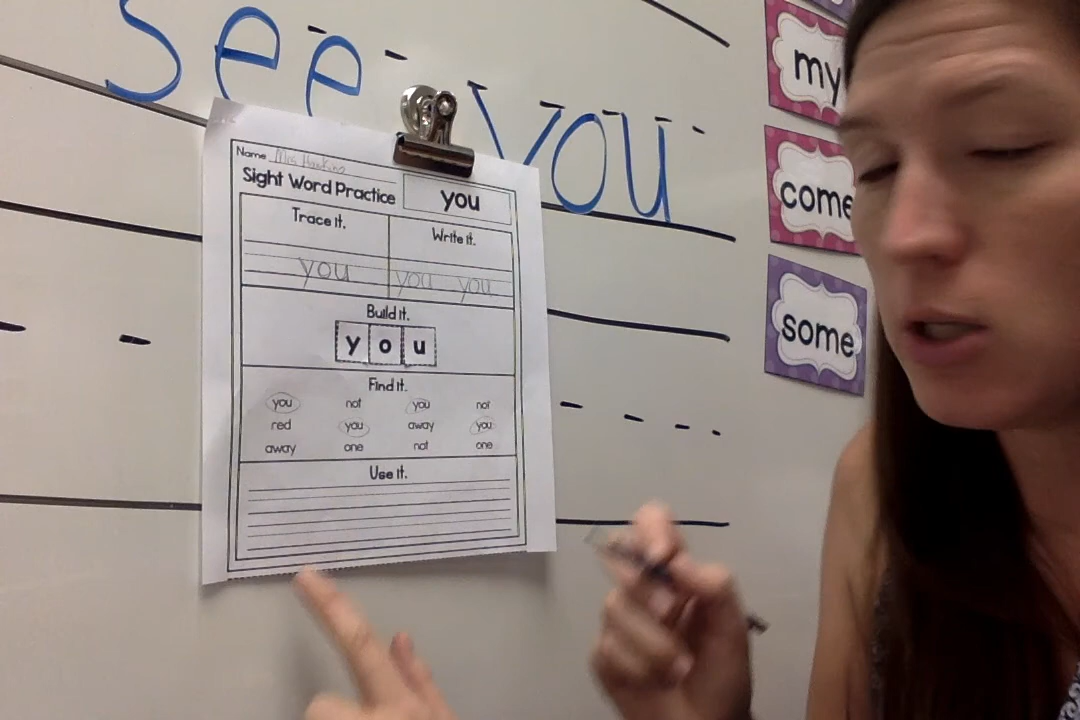 see you
my
come
some
Name Mrs. Hawkins
Sight Word Practice
you
Trace it.
Write it.
you
you you
Build it.
y o u
Find it.
you not you not
red you away you
away one not one
Use it.